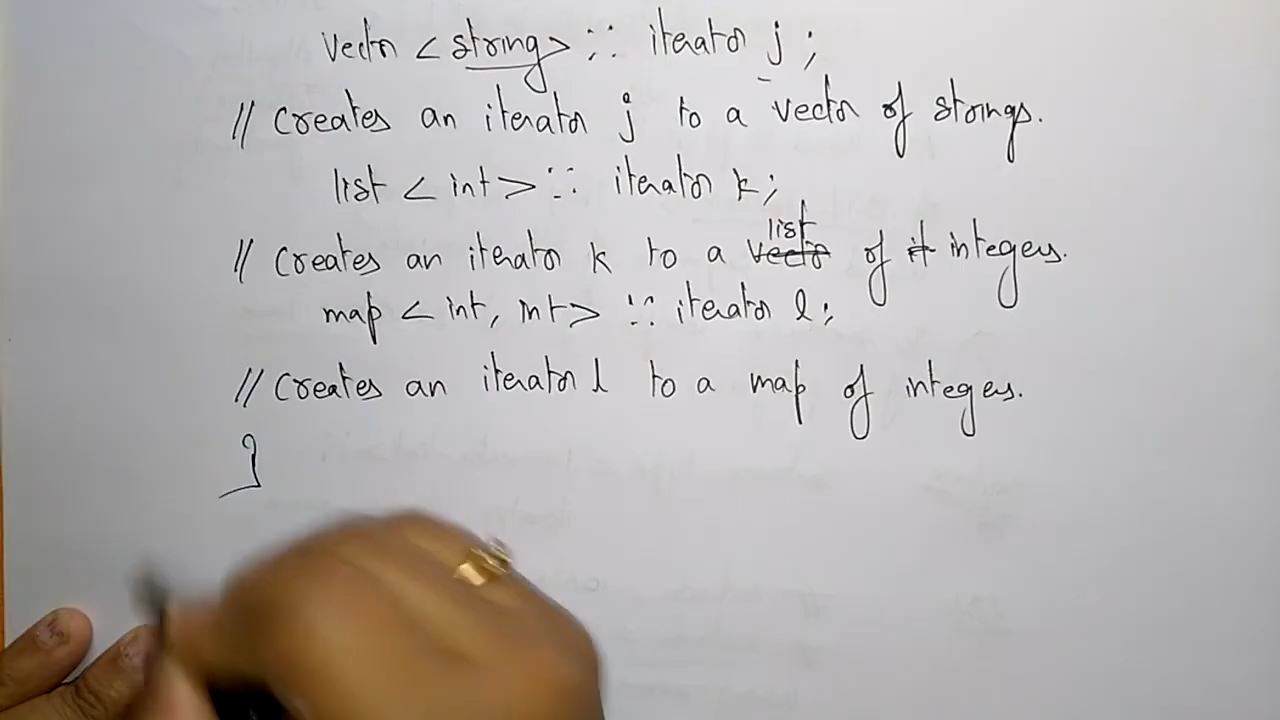 vector < string> :: iterator j ;
// Creates an iterator j to a vector of strings.
list < int > :: iterator k;
list
// Creates an iterator k to a vector of it integers.
map < int, int> :: iterator l;
// Creates an iterator l to a map of integers.
}